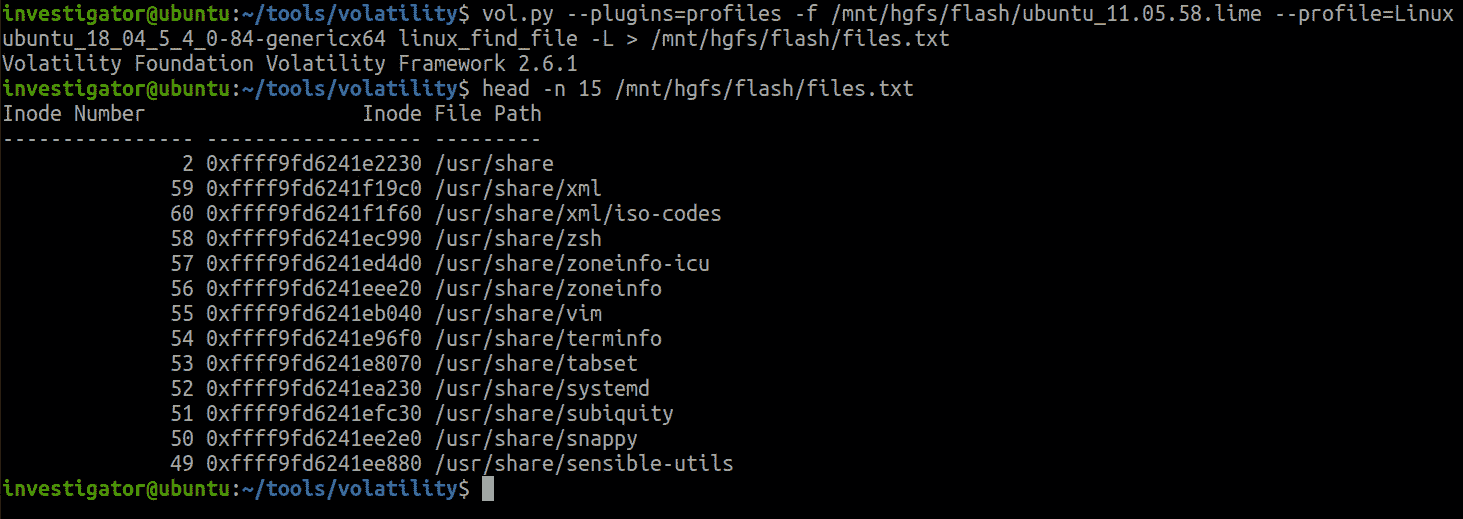 investigator@ubuntu:~/tools/volatility$ vol.py --plugins=profiles -f /mnt/hgfs/flash/ubuntu_11.05.58.lime --profile=Linux
ubuntu_18_04_5_4_0-84-genericx64 linux_find_file -L > /mnt/hgfs/flash/files.txt
Volatility Foundation Volatility Framework 2.6.1
investigator@ubuntu:~/tools/volatility$ head -n 15 /mnt/hgfs/flash/files.txt
Inode Number                  Inode File Path
---------------- ------------------ ---------
               2 0xffff9fd6241e2230 /usr/share
              59 0xffff9fd6241f19c0 /usr/share/xml
              60 0xffff9fd6241f1f60 /usr/share/xml/iso-codes
              58 0xffff9fd6241ec990 /usr/share/zsh
              57 0xffff9fd6241ed4d0 /usr/share/zoneinfo-icu
              56 0xffff9fd6241eee20 /usr/share/zoneinfo
              55 0xffff9fd6241eb040 /usr/share/vim
              54 0xffff9fd6241e96f0 /usr/share/terminfo
              53 0xffff9fd6241e8070 /usr/share/tabset
              52 0xffff9fd6241ea230 /usr/share/systemd
              51 0xffff9fd6241efc30 /usr/share/subiquity
              50 0xffff9fd6241ee2e0 /usr/share/snappy
              49 0xffff9fd6241ee880 /usr/share/sensible-utils
investigator@ubuntu:~/tools/volatility$